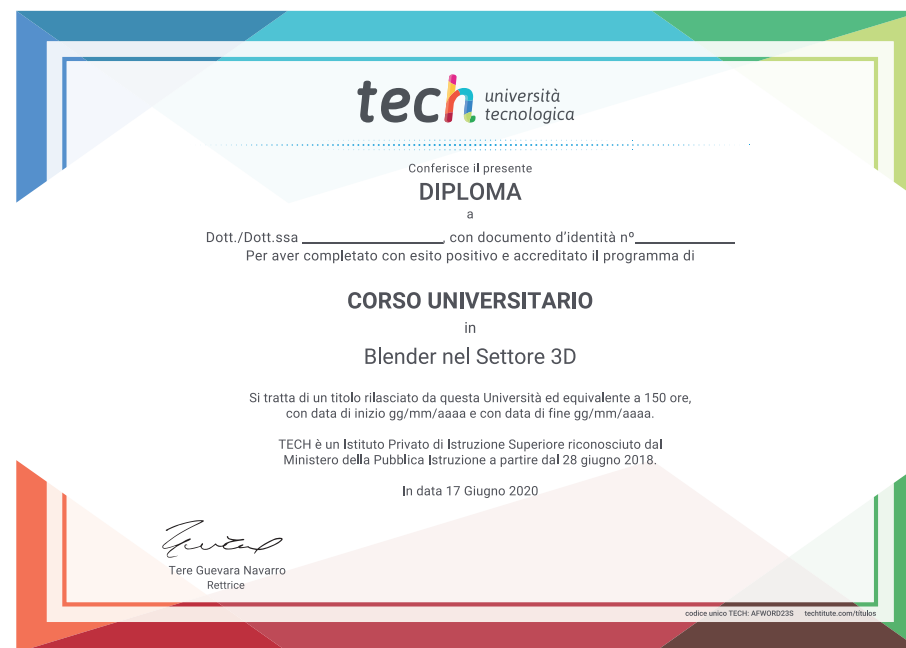 tech università
tecnologica
Conferisce il presente
DIPLOMA
a
Dott./Dott.ssa ____________________, con documento d'identità nº______________
Per aver completato con esito positivo e accreditato il programma di
CORSO UNIVERSITARIO
in
Blender nel Settore 3D
Si tratta di un titolo rilasciato da questa Università ed equivalente a 150 ore,
con data di inizio gg/mm/aaaa e con data di fine gg/mm/aaaa.
TECH è un Istituto Privato di Istruzione Superiore riconosciuto dal
Ministero della Pubblica Istruzione a partire dal 28 giugno 2018.
In data 17 Giugno 2020
Tere Guevara Navarro
Rettrice
codice unico TECH: AFWORD23S techtitute.com/titulos